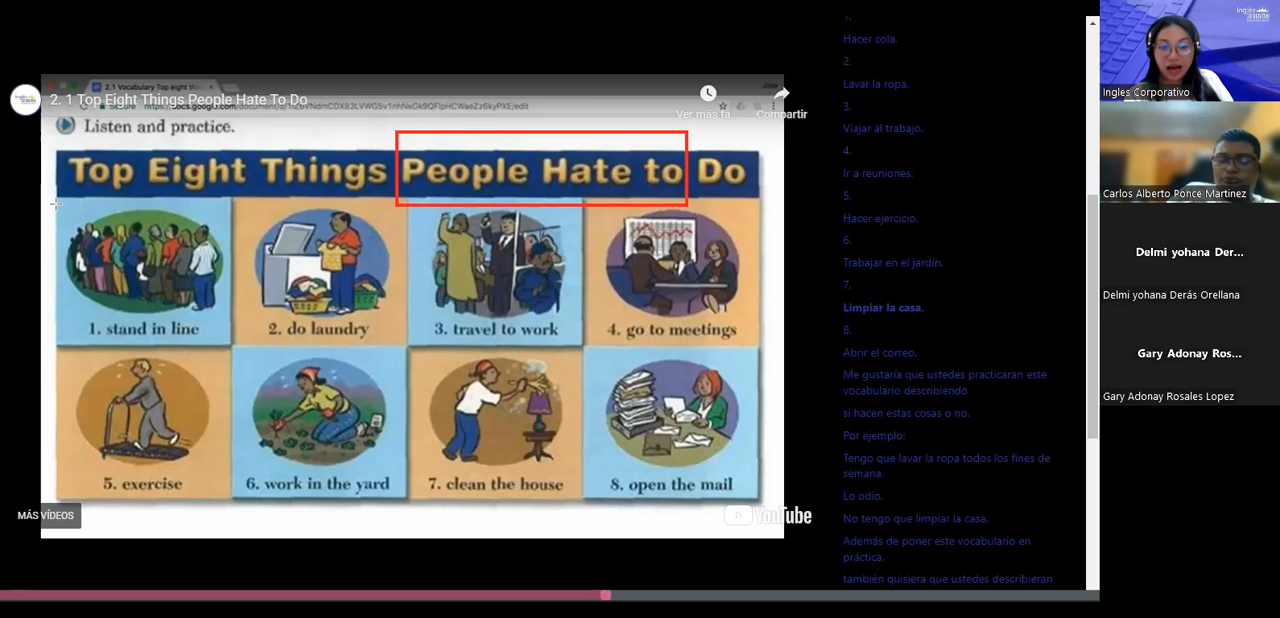 2.1 Vocabulary Top eight thin
2. 1 Top Eight Things People Hate To Do
Ver más ta...
Compartir
Listen and practice.
Top Eight Things People Hate to Do
1. stand in line
2. do laundry
3. travel to work
4. go to meetings
5. exercise
6. work in the yard
7. clean the house
8. open the mail
MÁS VÍDEOS
YouTube
1.
Hacer cola.
2.
Lavar la ropa.
3.
Viajar al trabajo.
4.
Ir a reuniones.
5.
Hacer ejercicio.
6.
Trabajar en el jardín.
7.
Limpiar la casa.
8.
Abrir el correo.
Me gustaría que ustedes practicaran este
vocabulario describiendo
si hacen estas cosas o no.
Por ejemplo:
Tengo que lavar la ropa todos los fines de
semana.
Lo odio.
No tengo que limpiar la casa.
Además de poner este vocabulario en
práctica.
también quisiera que ustedes describieran
Ingles Corporativo
Carlos Alberto Ponce Martinez
Delmi yohana Der...
Delmi yohana Derás Orellana
Gary Adonay Ros...
Gary Adonay Rosales Lopez